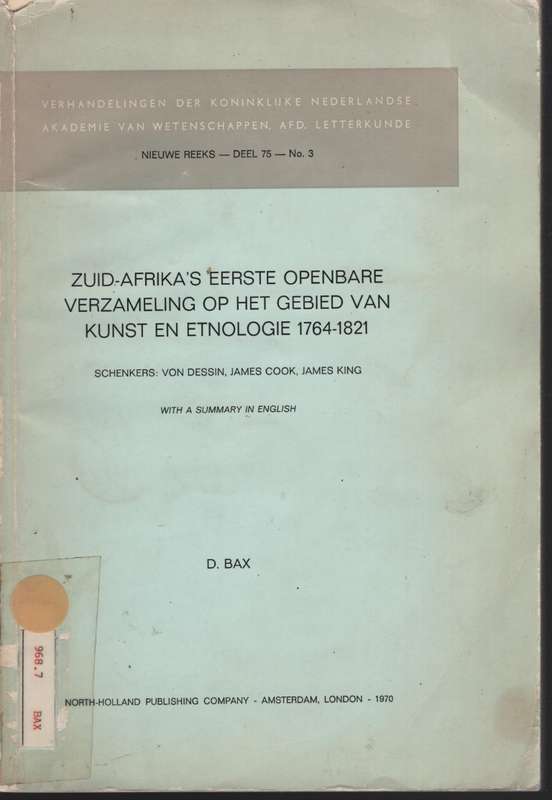 VERHANDELINGEN DER KONINKLIJKE NEDERLANDSE
AKADEMIE VAN WETENSCHAPPEN, AFD. LETTERKUNDE
NIEUWE REEKS — DEEL 75 — No. 3
ZUID-AFRIKA'S EERSTE OPENBARE
VERZAMELING OP HET GEBIED VAN
KUNST EN ETNOLOGIE 1764-1821
SCHENKERS: VON DESSIN, JAMES COOK, JAMES KING
WITH A SUMMARY IN ENGLISH
D. BAX
968.7 BAX
NORTH-HOLLAND PUBLISHING COMPANY - AMSTERDAM, LONDON - 1970